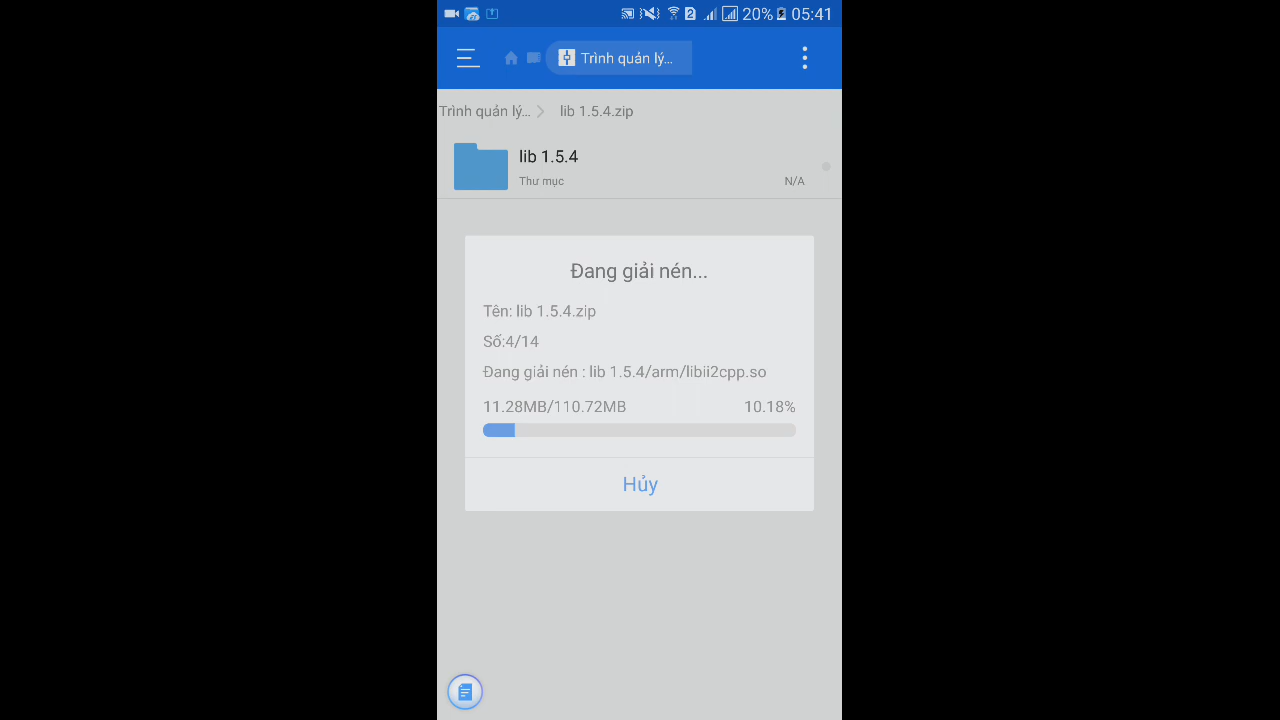 2 20% 05:41
Trình quản lý...
Trình quản lý... lib 1.5.4.zip
lib 1.5.4
Thư mục N/A
Đang giải nén...
Tên: lib 1.5.4.zip
Số:4/14
Đang giải nén : lib 1.5.4/arm/libii2cpp.so
11.28MB/110.72MB 10.18%
Hủy